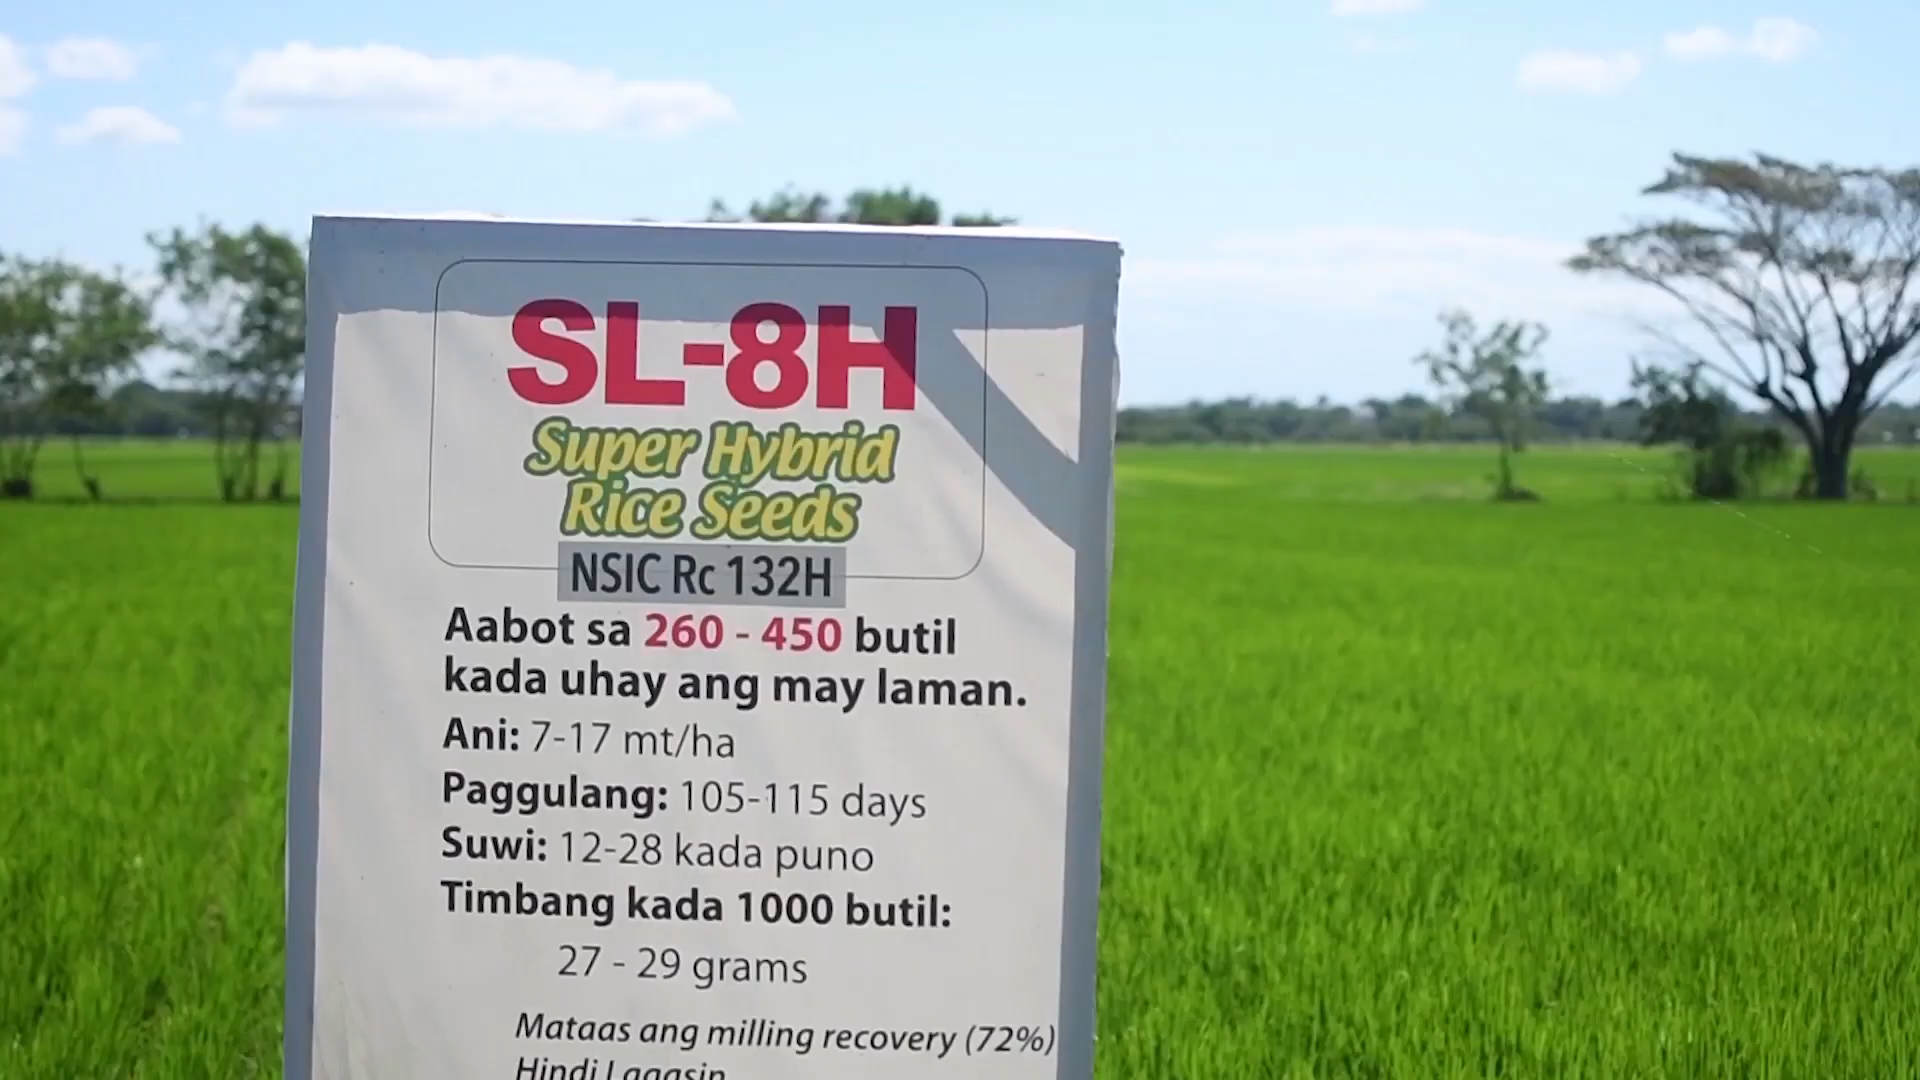 SL-8H
Super Hybrid
Rice Seeds
NSIC Rc 132H
Aabot sa 260 - 450 butil
kada uhay ang may laman.
Ani: 7-17 mt/ha
Paggulang: 105-115 days
Suwi: 12-28 kada puno
Timbang kada 1000 butil:
27 - 29 grams
Mataas ang milling recovery (72%)
Hindi Lagasin